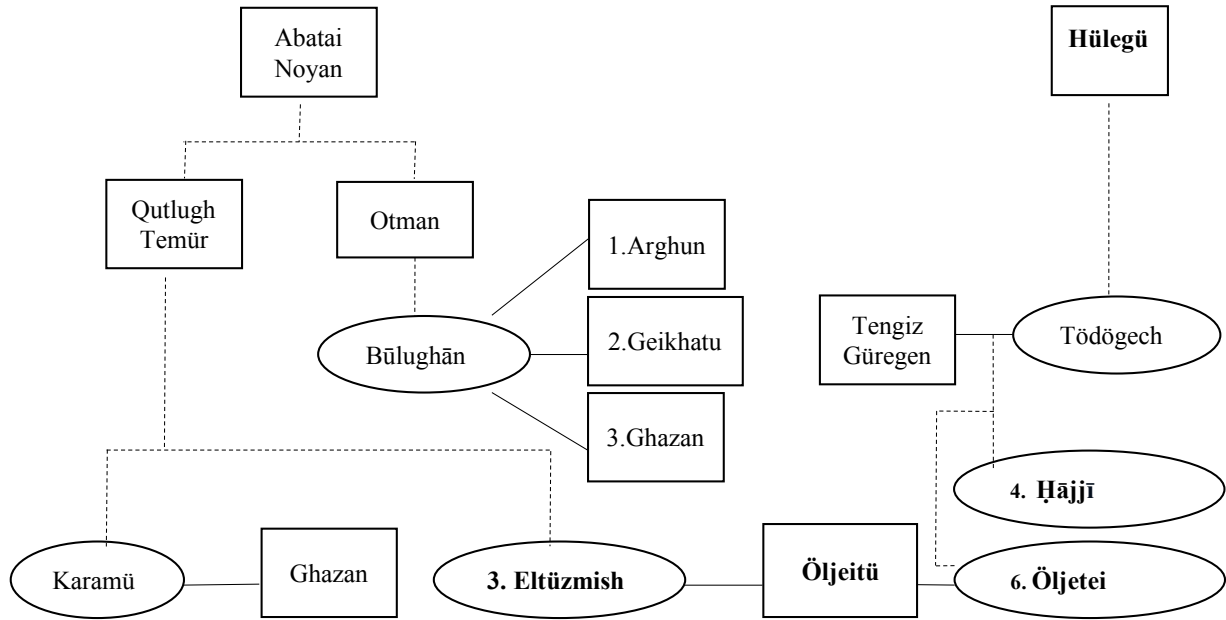 Abatai
Noyan
Hülegü
Qutlugh
Temür
Otman
1.Arghun
Būlughān
2.Geikhatu
3.Ghazan
Tengiz
Güregen
Tödögech
4. Ḥājjī
Karamü
Ghazan
3. Eltüzmish
Öljeitü
6. Öljetei